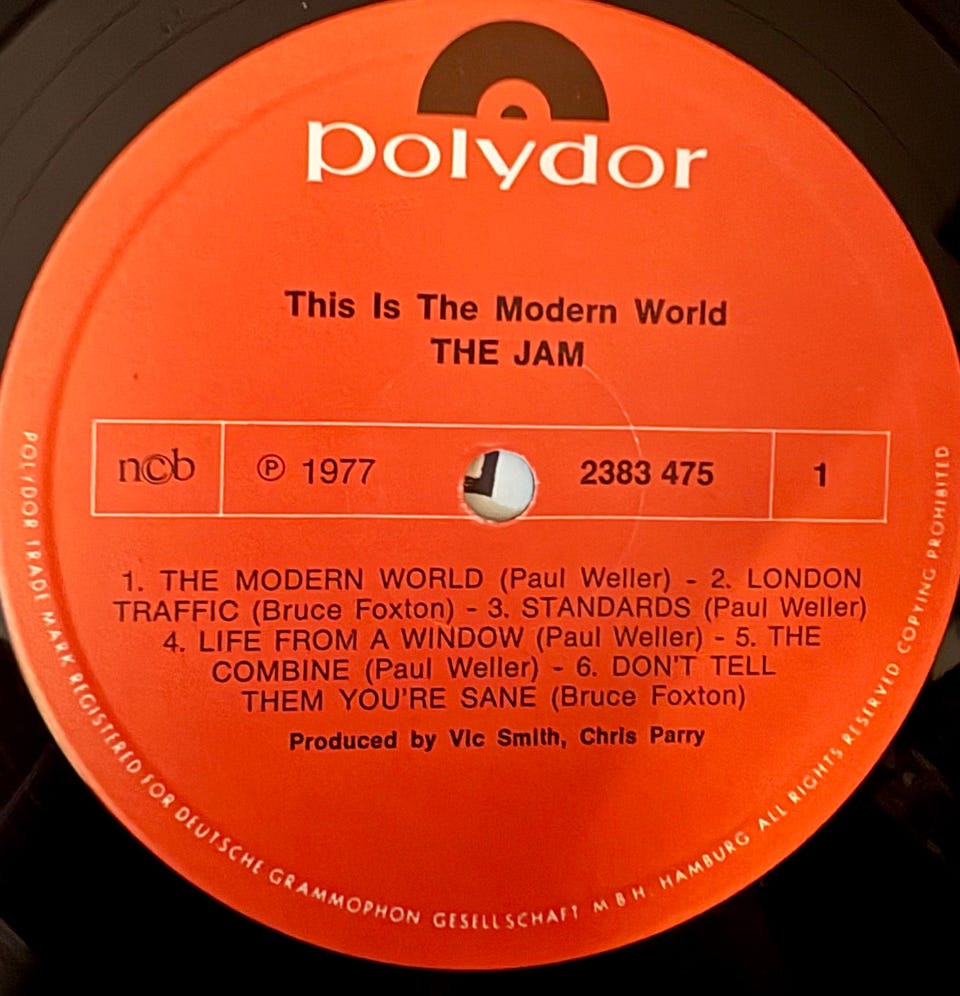 polydor
This Is The Modern World
THE JAM
ncb ℗ 1977 2383 475 1
1. THE MODERN WORLD (Paul Weller) - 2. LONDON
TRAFFIC (Bruce Foxton) - 3. STANDARDS (Paul Weller)
4. LIFE FROM A WINDOW (Paul Weller) - 5. THE
COMBINE (Paul Weller) - 6. DON'T TELL
THEM YOU'RE SANE (Bruce Foxton)
Produced by Vic Smith, Chris Parry
POLYDOR TRADE MARK REGISTERED FOR DEUTSCHE GRAMMOPHON GESELLSCHAFT M B H. HAMBURG ALL RIGHTS RESERVED COPYING PROHIBITED